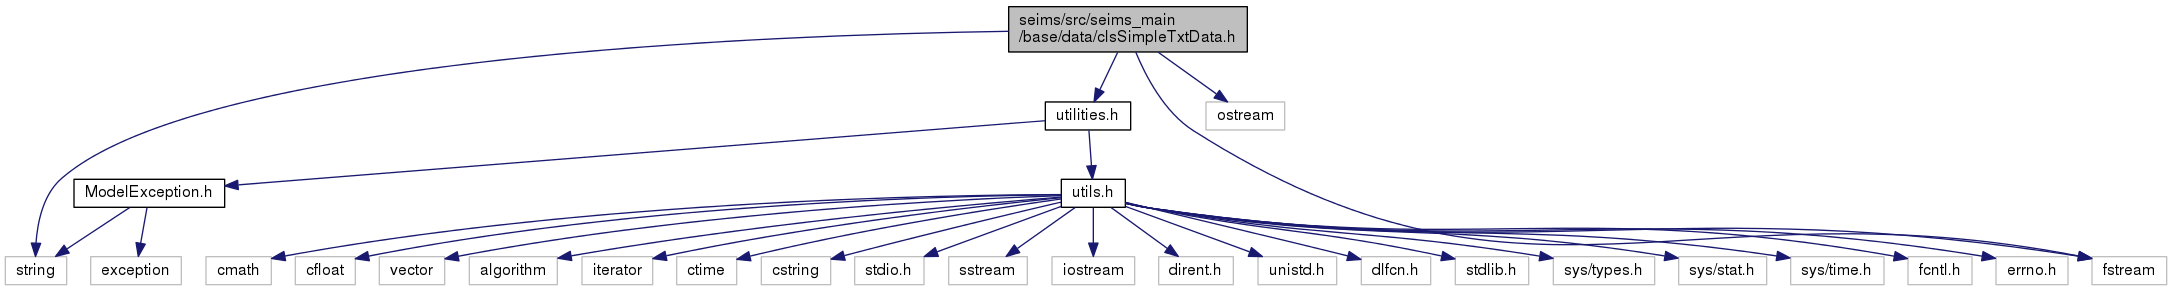 seims/src/seims_main
/base/data/clsSimpleTxtData.h
utilities.h
ostream
ModelException.h
utils.h
string
exception
cmath
cfloat
vector
algorithm
iterator
ctime
cstring
stdio.h
sstream
iostream
dirent.h
unistd.h
dlfcn.h
stdlib.h
sys/types.h
sys/stat.h
sys/time.h
fcntl.h
errno.h
fstream